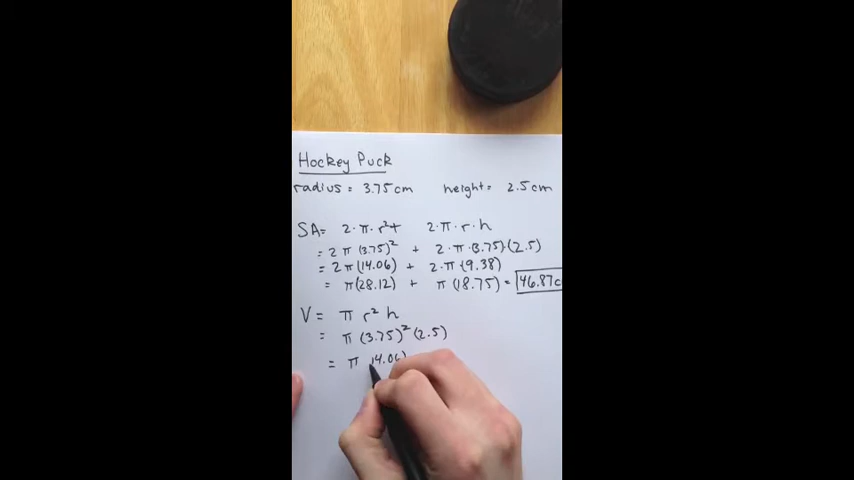 Hockey Puck
radius = 3.75 cm height = 2.5 cm
SA= 2·π·r²+ 2·π·r·h
= 2π(3.75)² + 2·π·(3.75)·(2.5)
= 2π(14.06) + 2·π·(9.38)
= π(28.12) + π(18.75) = 46.87c
V = π r² h
= π (3.75)² (2.5)
= π 14.06)